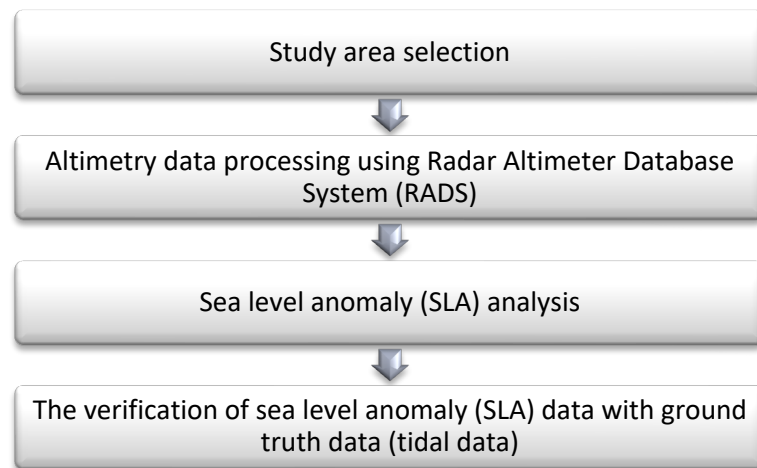 Study area selection
Altimetry data processing using Radar Altimeter Database
System (RADS)
Sea level anomaly (SLA) analysis
The verification of sea level anomaly (SLA) data with ground
truth data (tidal data)